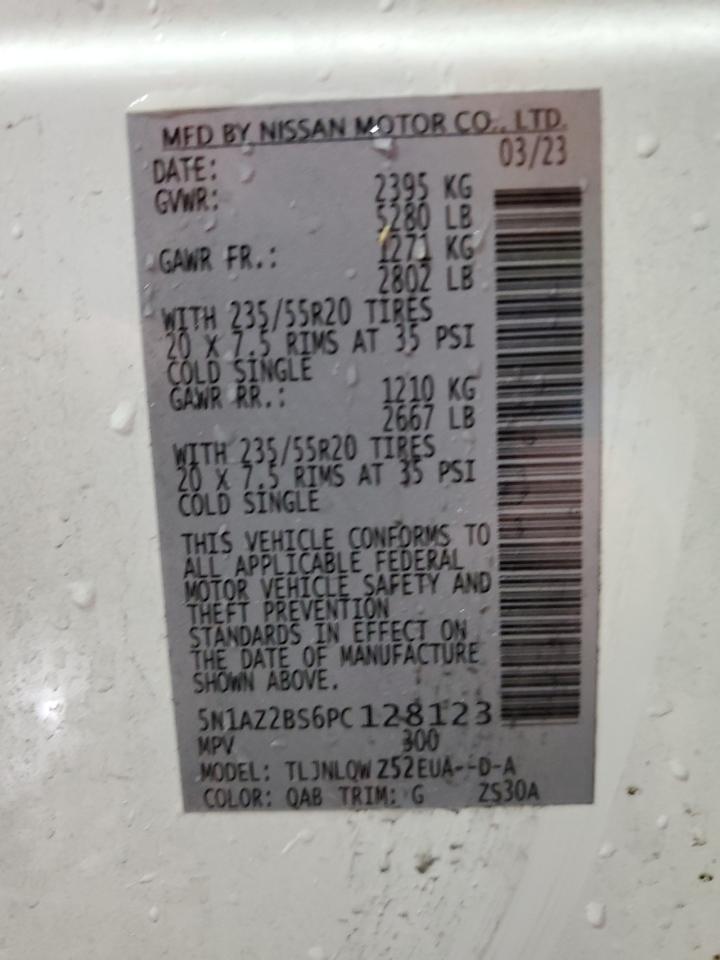 MFD BY NISSAN MOTOR CO., LTD.
DATE: 03/23
GVWR: 2395 KG
5280 LB
GAWR FR.: 1271 KG
2802 LB
WITH 235/55R20 TIRES
20 X 7.5 RIMS AT 35 PSI
COLD SINGLE
GAWR RR.: 1210 KG
2667 LB
WITH 235/55R20 TIRES
20 X 7.5 RIMS AT 35 PSI
COLD SINGLE
THIS VEHICLE CONFORMS TO
ALL APPLICABLE FEDERAL
MOTOR VEHICLE SAFETY AND
THEFT PREVENTION
STANDARDS IN EFFECT ON
THE DATE OF MANUFACTURE
SHOWN ABOVE.
5N1AZ2BS6PC128123
MPV 300
MODEL: TLJNLQWZ52EUA--D-A
COLOR: QAB TRIM: G ZS30A